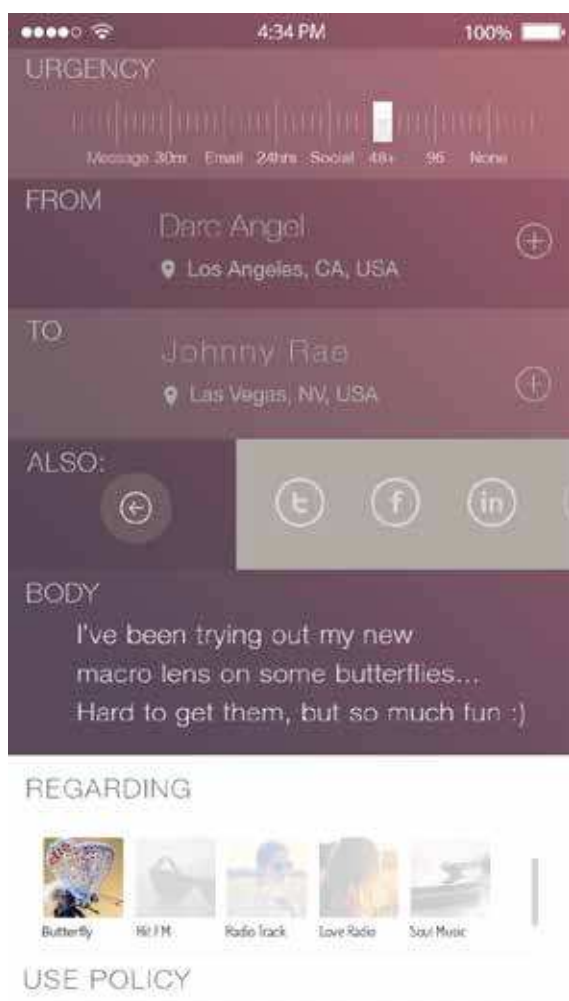 4:34 PM 100%
URGENCY
Message 30m Email 24hrs Social 48+ 96 None
FROM
Darc Angel
Los Angeles, CA, USA
TO
Johnny Rae
Las Vegas, NV, USA
ALSO:
t f in
BODY
I've been trying out my new
macro lens on some butterflies...
Hard to get them, but so much fun :)
REGARDING
Butterfly Hit FM Radio Track Love Radio Soul Music
USE POLICY